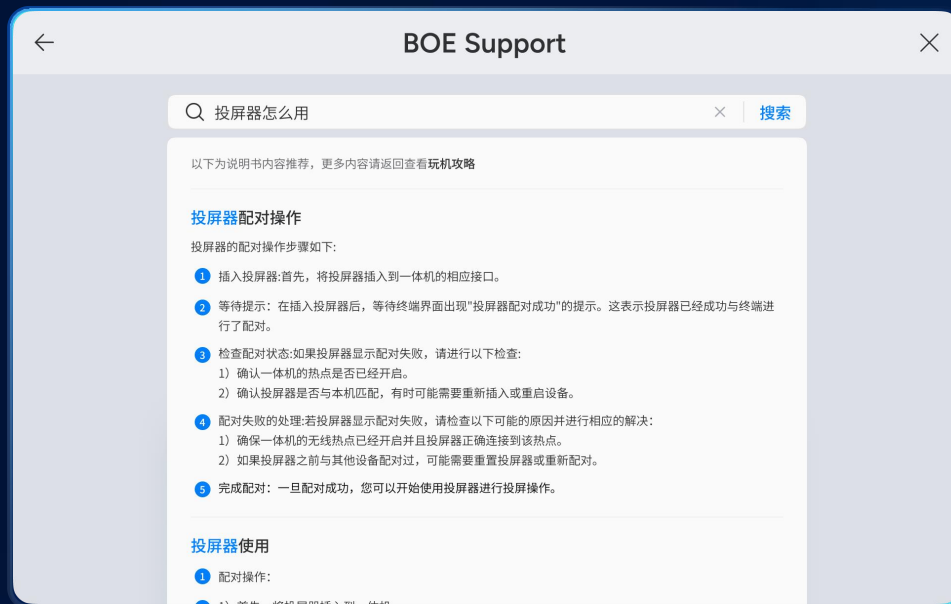 BOE Support
投屏器怎么用
搜索
以下为说明书内容推荐，更多内容请返回查看玩机攻略
投屏器配对操作
投屏器的配对操作步骤如下:
1 插入投屏器:首先，将投屏器插入到一体机的相应接口。
2 等待提示：在插入投屏器后，等待终端界面出现"投屏器配对成功"的提示。这表示投屏器已经成功与终端进
行了配对。
3 检查配对状态:如果投屏器显示配对失败，请进行以下检查:
1）确认一体机的热点是否已经开启。
2）确认投屏器是否与本机匹配，有时可能需要重新插入或重启设备。
4 配对失败的处理:若投屏器显示配对失败，请检查以下可能的原因并进行相应的解决：
1）确保一体机的无线热点已经开启并且投屏器正确连接到该热点。
2）如果投屏器之前与其他设备配对过，可能需要重置投屏器或重新配对。
5 完成配对：一旦配对成功，您可以开始使用投屏器进行投屏操作。
投屏器使用
1 配对操作：